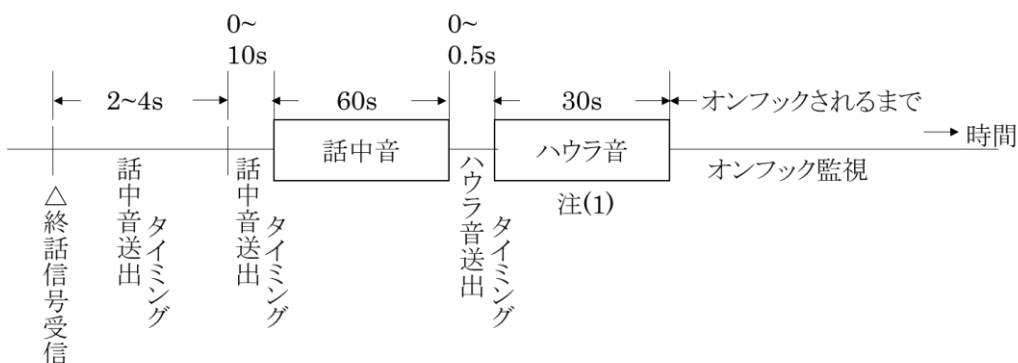 0~
10s
0~
0.5s
2~4s
60s
30s
オンフックされるまで
時間
話中音
ハウラ音
オンフック監視
注(1)
△終話信号受信
話中音送出
タイミング
話中音送出
タイミング
ハウラ音送出
タイミング